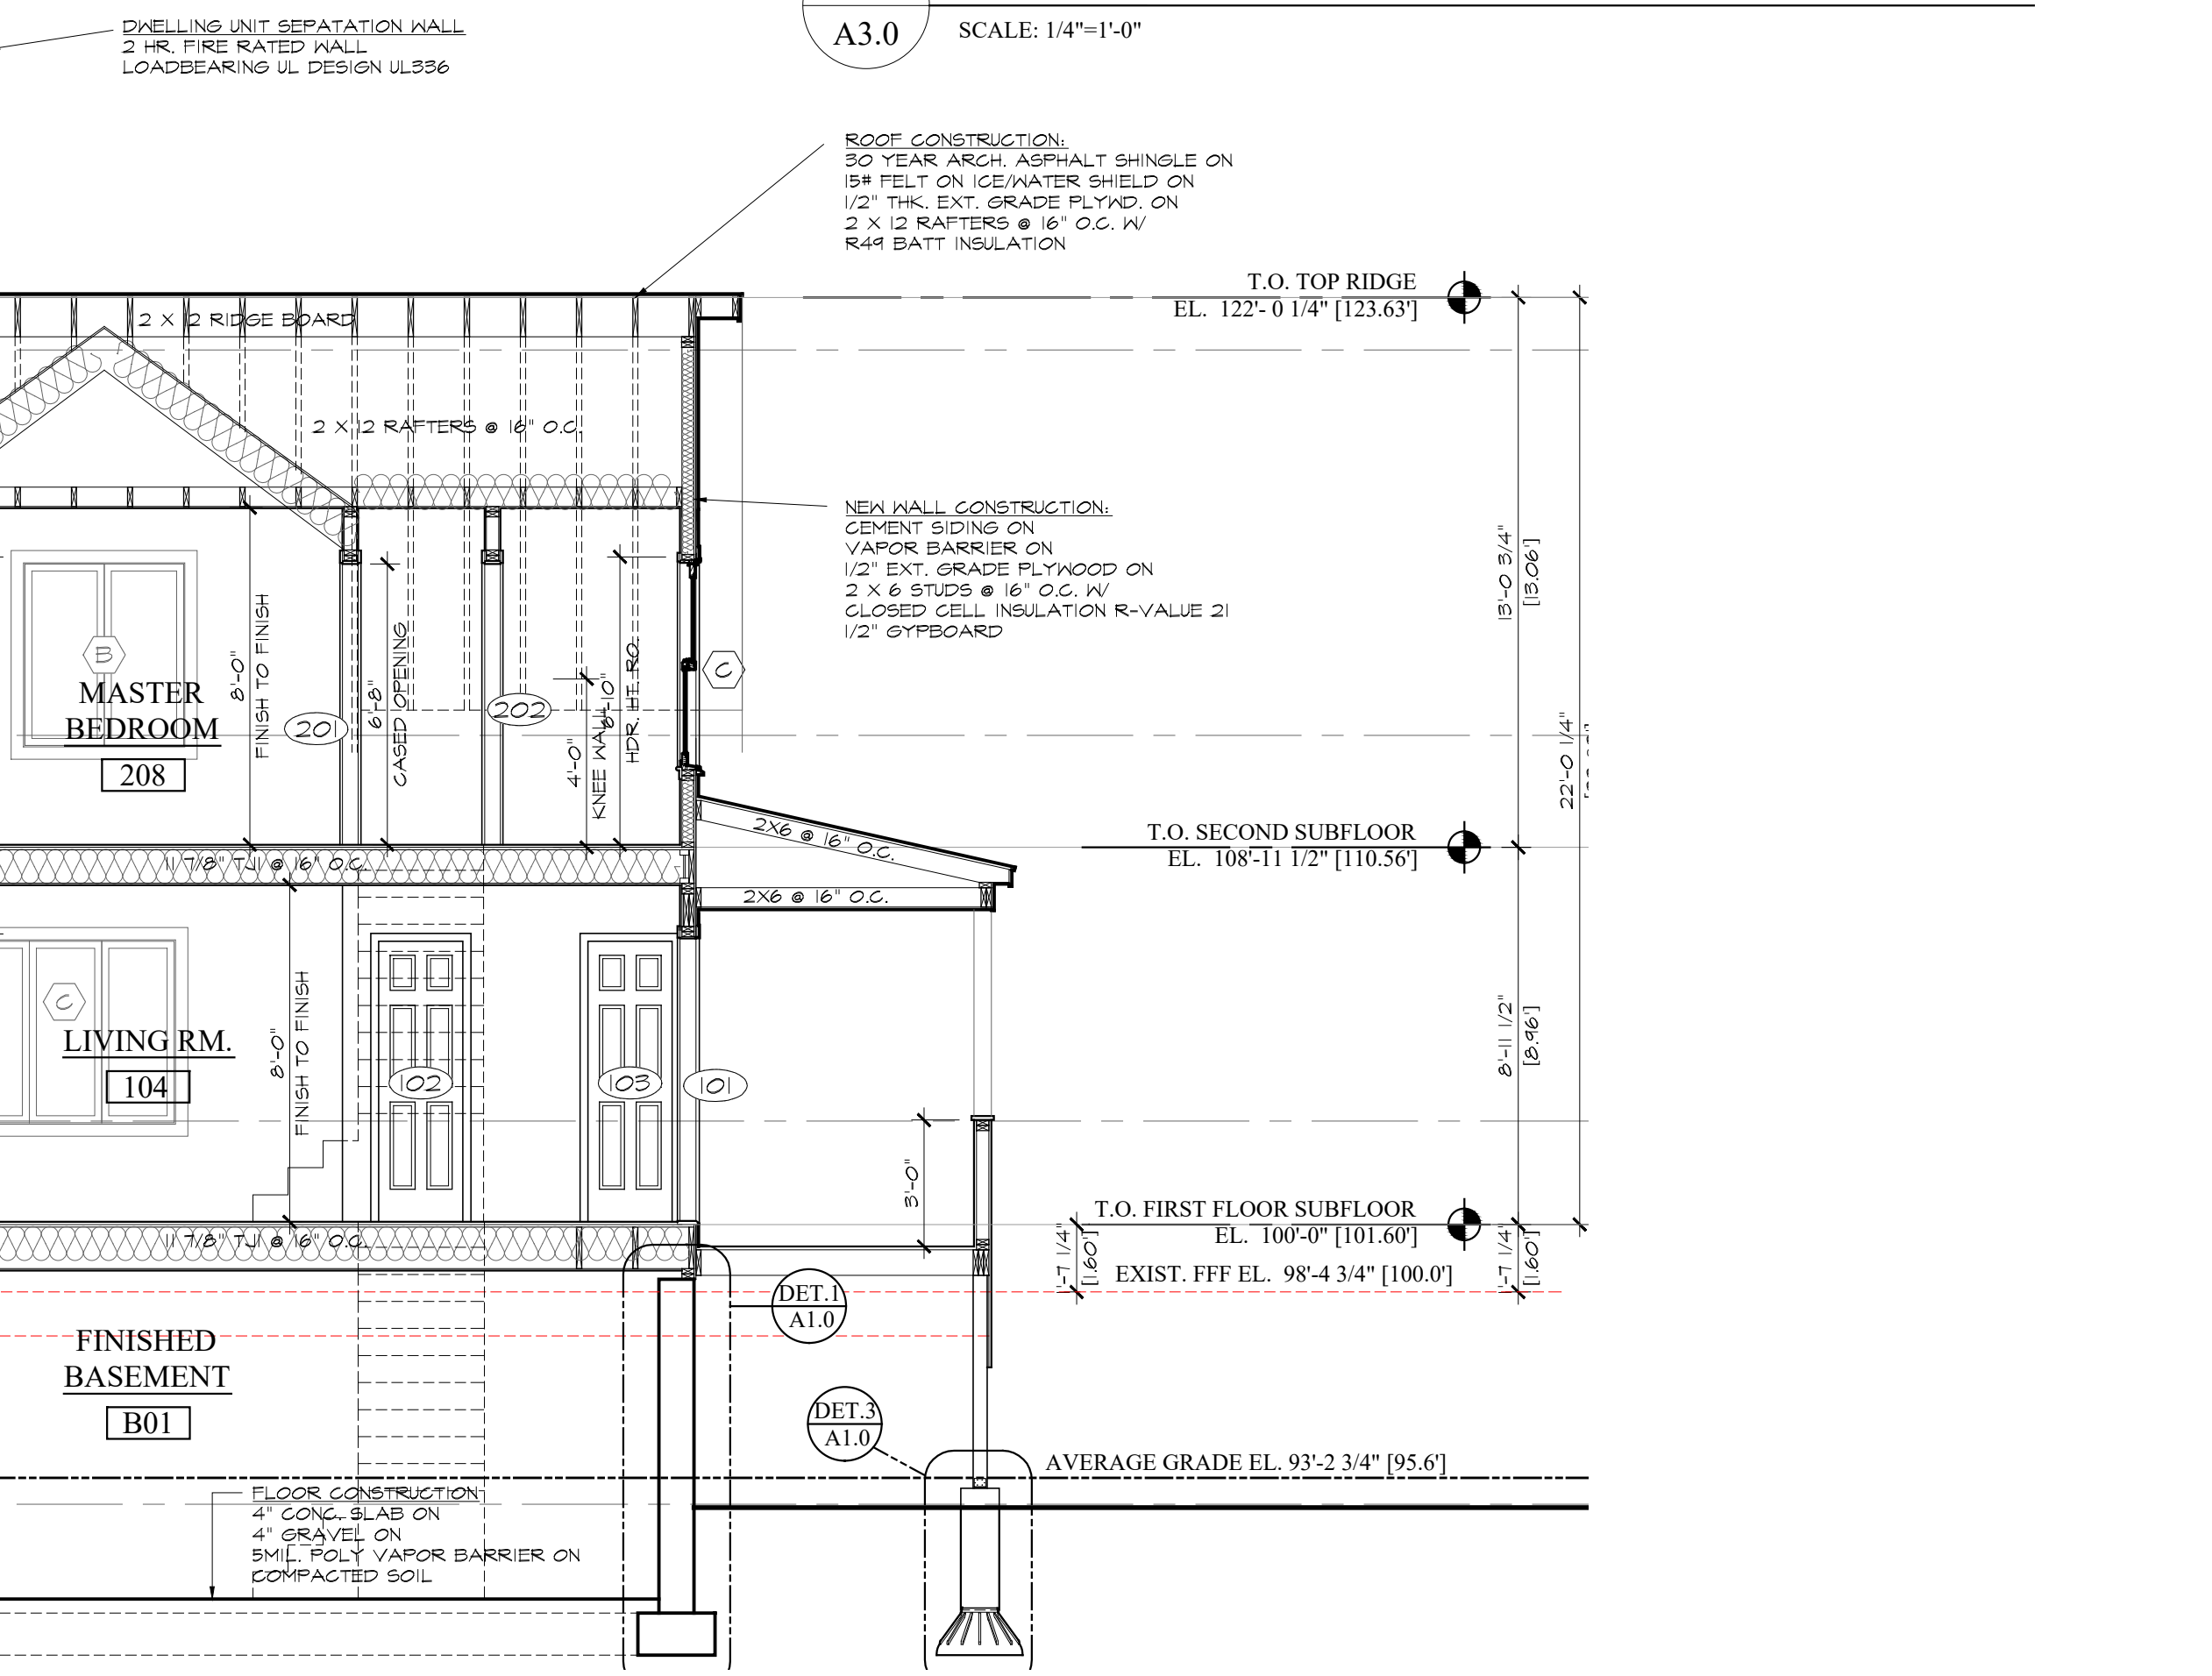 DWELLING UNIT SEPATATION WALL
2 HR. FIRE RATED WALL
LOADBEARING UL DESIGN UL336
A3.0
SCALE: 1/4"=1'-0"
ROOF CONSTRUCTION:
30 YEAR ARCH. ASPHALT SHINGLE ON
15# FELT ON ICE/WATER SHIELD ON
1/2" THK. EXT. GRADE PLYWD. ON
2 X 12 RAFTERS @ 16" O.C. W/
R49 BATT INSULATION
T.O. TOP RIDGE
EL. 122'- 0 1/4" [123.63']
2 X 12 RIDGE BOARD
2 X 12 RAFTERS @ 16" O.C.
NEW WALL CONSTRUCTION:
CEMENT SIDING ON
VAPOR BARRIER ON
1/2" EXT. GRADE PLYWOOD ON
2 X 6 STUDS @ 16" O.C. W/
CLOSED CELL INSULATION R-VALUE 21
1/2" GYPBOARD
13'-0 3/4"
[13.06']
B
MASTER
BEDROOM
208
8'-0"
FINISH TO FINISH
201
6'-8"
CASED OPENING
202
4'-0"
KNEE WALL
HDR. HT. RO.
C
22'-0 1/4"
2X6 @ 16" O.C.
T.O. SECOND SUBFLOOR
EL. 108'-11 1/2" [110.56']
11 7/8" TJI @ 16" O.C.
2X6 @ 16" O.C.
C
LIVING RM.
104
8'-0"
FINISH TO FINISH
102
103
101
8'-11 1/2"
[8.96']
3'-0"
T.O. FIRST FLOOR SUBFLOOR
EL. 100'-0" [101.60']
11 7/8" TJI @ 16" O.C.
1'-7 1/4"
[1.60']
1'-7 1/4"
[1.60']
EXIST. FFF EL. 98'-4 3/4" [100.0']
DET.1
A1.0
FINISHED
BASEMENT
B01
DET.3
A1.0
AVERAGE GRADE EL. 93'-2 3/4" [95.6']
FLOOR CONSTRUCTION
4" CONC. SLAB ON
4" GRAVEL ON
5MIL. POLY VAPOR BARRIER ON
COMPACTED SOIL